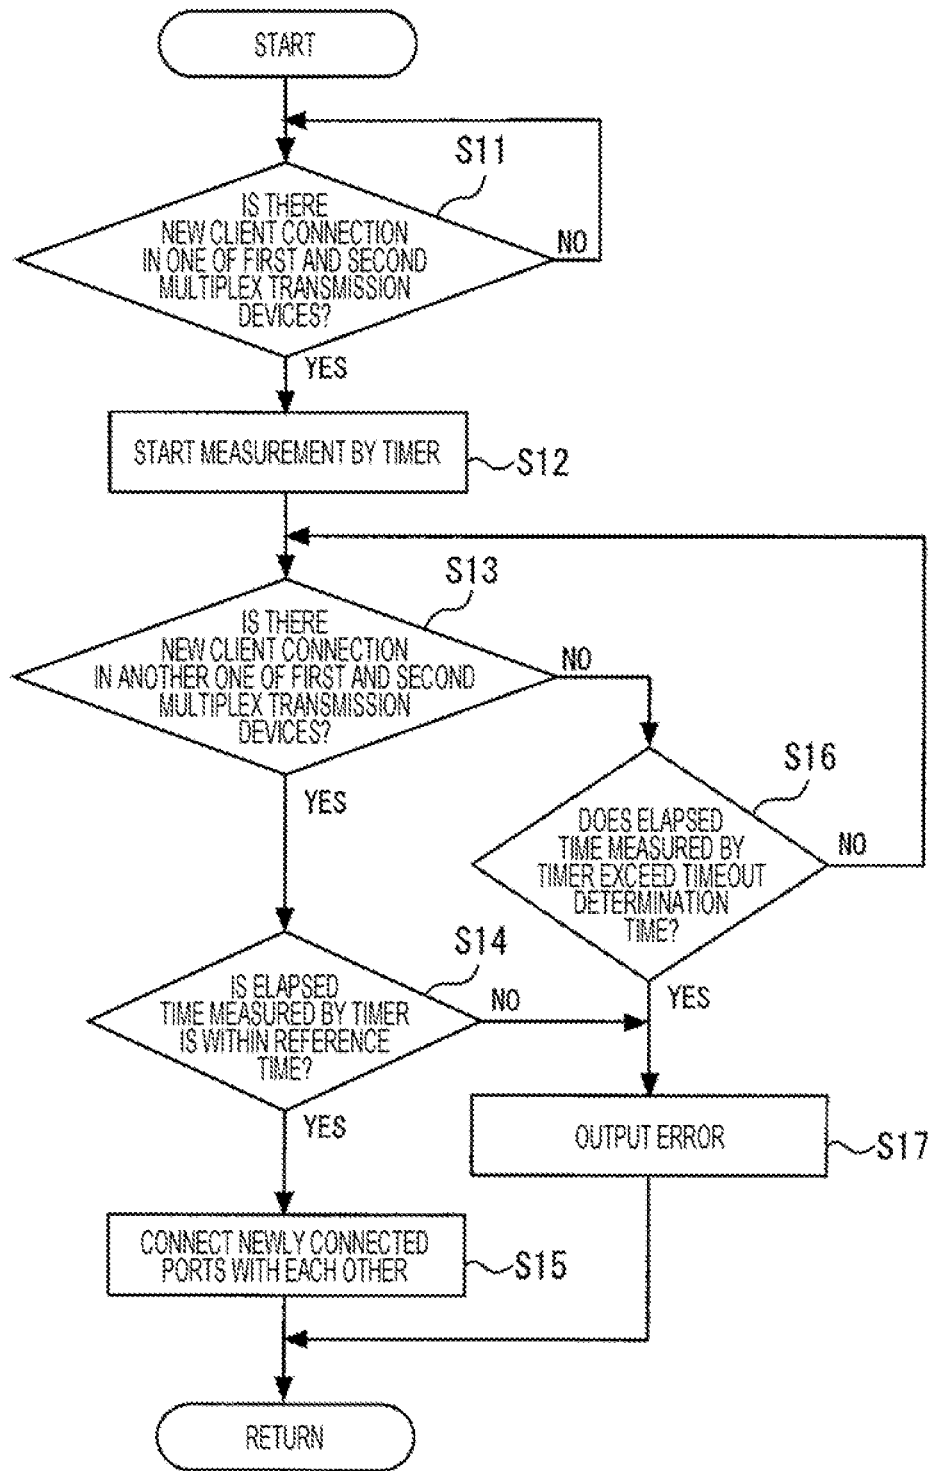 START
S11
IS THERE
NEW CLIENT CONNECTION
IN ONE OF FIRST AND SECOND
MULTIPLEX TRANSMISSION
DEVICES?
NO
YES
START MEASUREMENT BY TIMER
S12
S13
IS THERE
NEW CLIENT CONNECTION
IN ANOTHER ONE OF FIRST AND SECOND
MULTIPLEX TRANSMISSION
DEVICES?
NO
YES
S16
DOES ELAPSED
TIME MEASURED BY
TIMER EXCEED TIMEOUT
DETERMINATION
TIME?
NO
YES
S14
IS ELAPSED
TIME MEASURED BY TIMER
IS WITHIN REFERENCE
TIME?
NO
YES
OUTPUT ERROR
S17
CONNECT NEWLY CONNECTED
PORTS WITH EACH OTHER
S15
RETURN